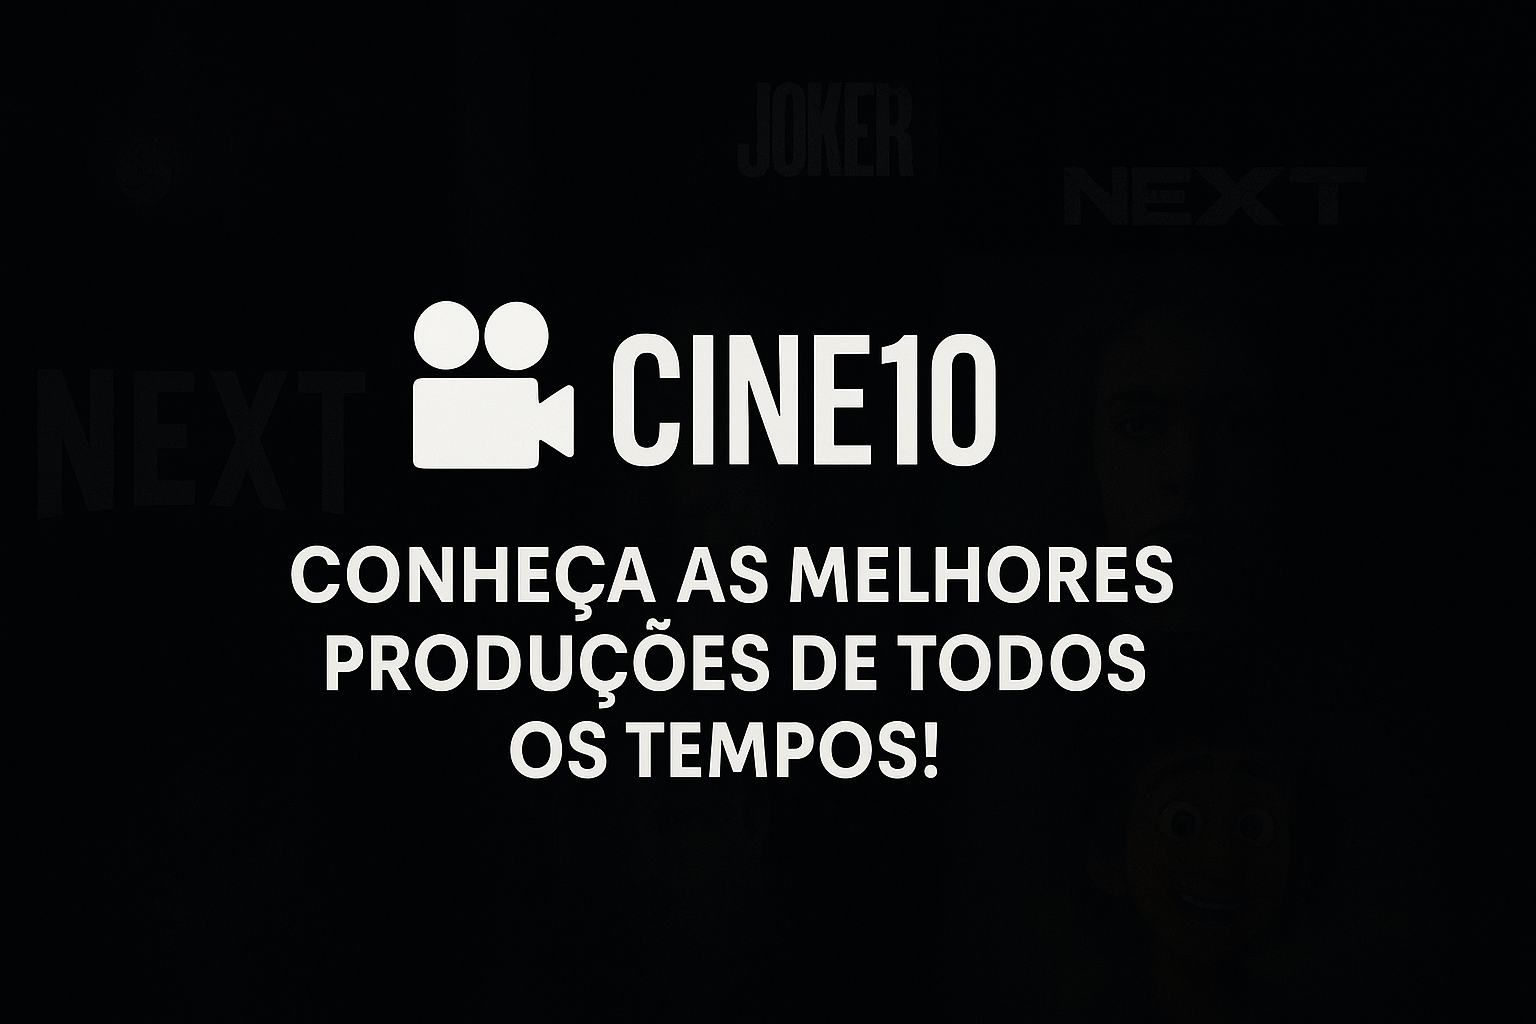 JOKER
NEXT
NEXT
CINE10
CONHEÇA AS MELHORES
PRODUÇÕES DE TODOS
OS TEMPOS!